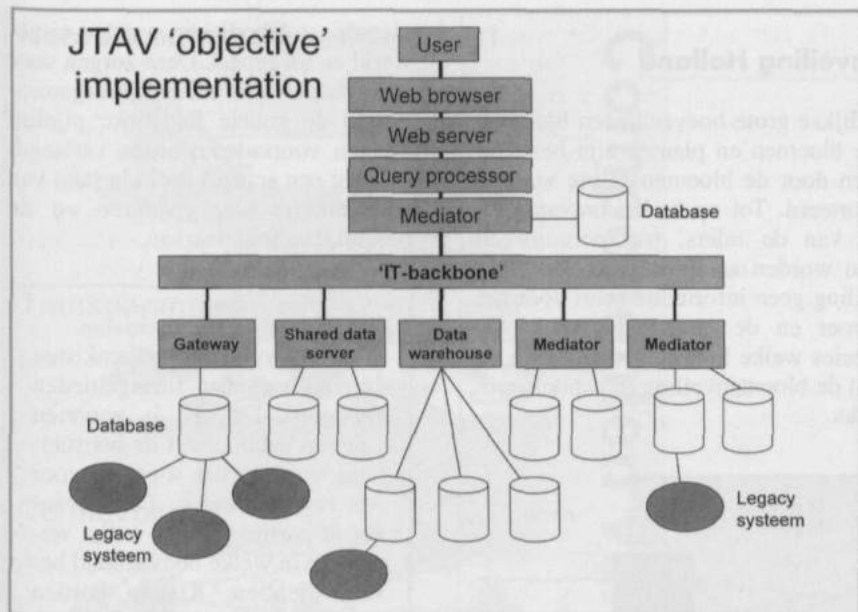 JTAV 'objective'
implementation
User
Web browser
Web server
Query processor
Mediator
Database
'IT-backbone'
Gateway
Shared data
server
Data
warehouse
Mediator
Mediator
Database
Legacy
systeem
Legacy
systeem